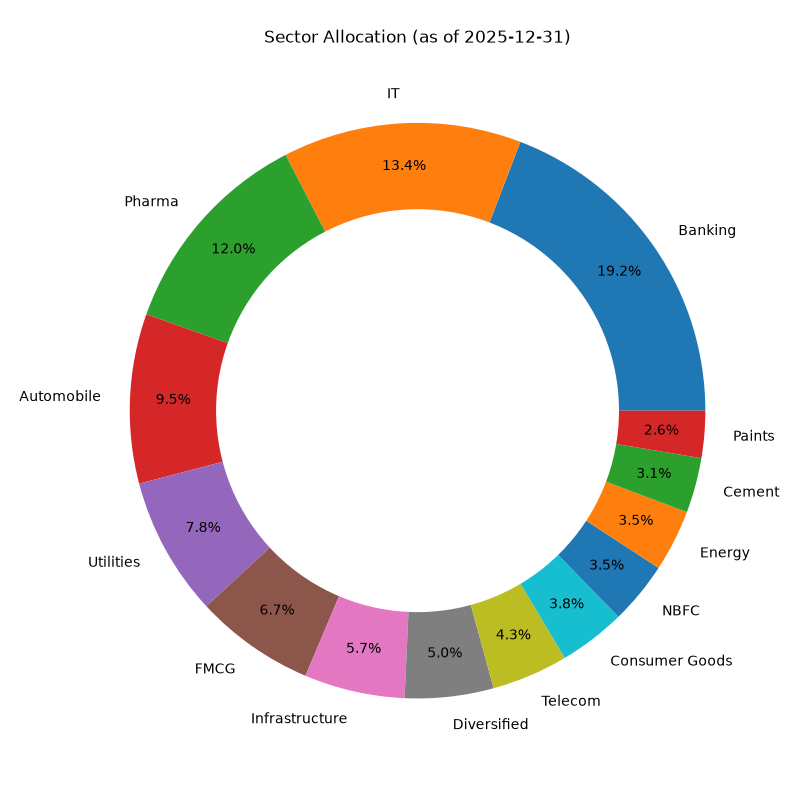 Sector Allocation (as of 2025-12-31)
IT
13.4%
Banking
19.2%
Pharma
12.0%
Automobile
9.5%
Utilities
7.8%
FMCG
6.7%
Infrastructure
5.7%
Diversified
5.0%
Telecom
4.3%
Consumer Goods
3.8%
NBFC
3.5%
Energy
3.5%
Cement
3.1%
Paints
2.6%